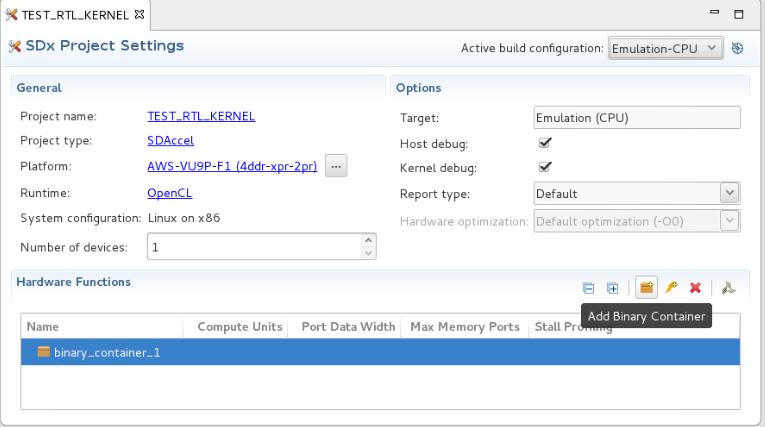 TEST_RTL_KERNEL
SDx Project Settings
Active build configuration: Emulation-CPU
General
Options
Project name: TEST_RTL_KERNEL
Target: Emulation (CPU)
Project type: SDAccel
Host debug:
Platform: AWS-VU9P-F1 (4ddr-xpr-2pr) ...
Kernel debug:
Runtime: OpenCL
Report type: Default
System configuration: Linux on x86
Hardware optimization: Default optimization (-O0)
Number of devices: 1
Hardware Functions
Add Binary Container
Name Compute Units Port Data Width Max Memory Ports Stall Profiling
binary_container_1